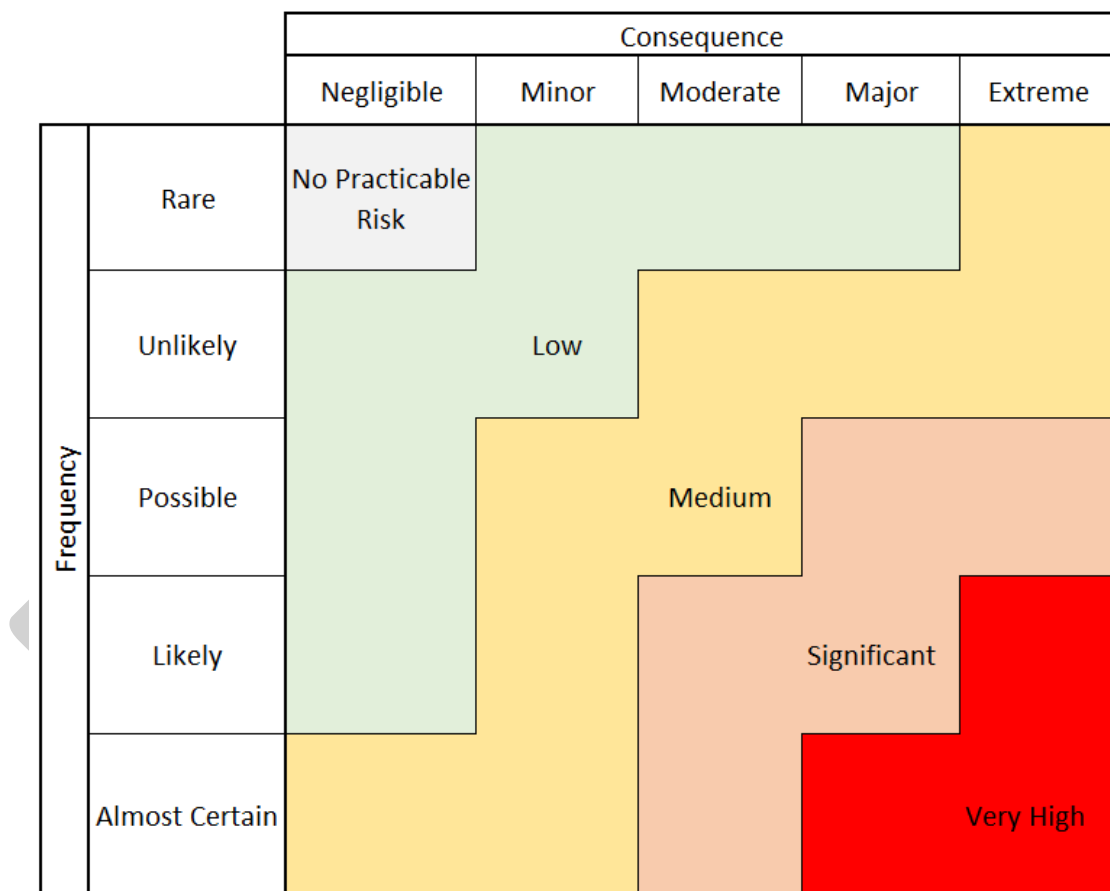 Consequence
Negligible
Minor
Moderate
Major
Extreme
Frequency
Rare
No Practicable
Risk
Unlikely
Low
Possible
Medium
Likely
Significant
Almost Certain
Very High